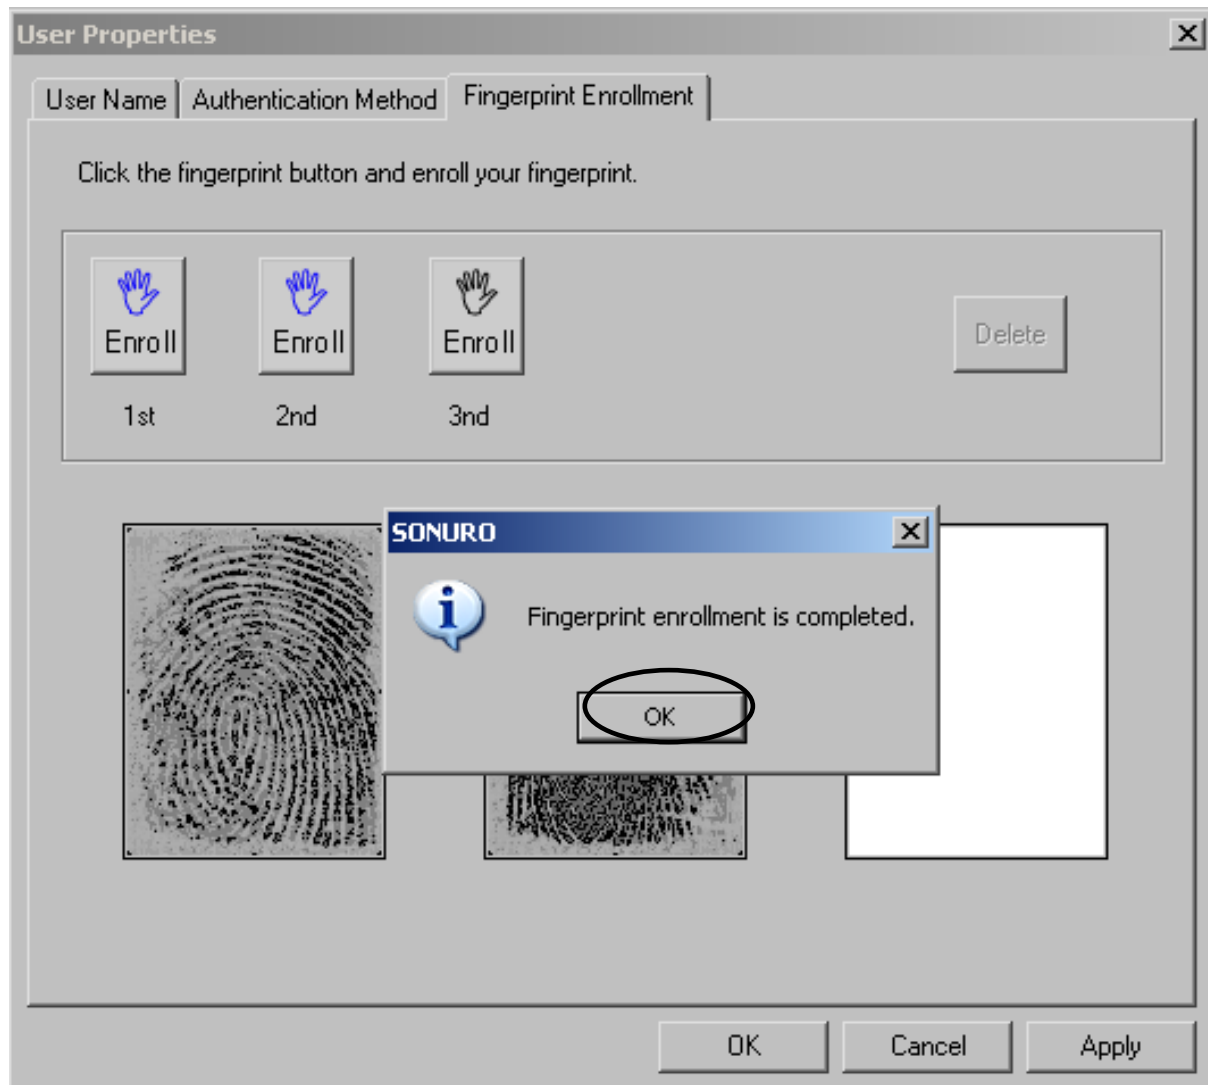 User Properties
User Name Authentication Method Fingerprint Enrollment
Click the fingerprint button and enroll your fingerprint.
Enroll Enroll Enroll Delete
1st 2nd 3nd
SONURO
Fingerprint enrollment is completed.
OK
OK Cancel Apply